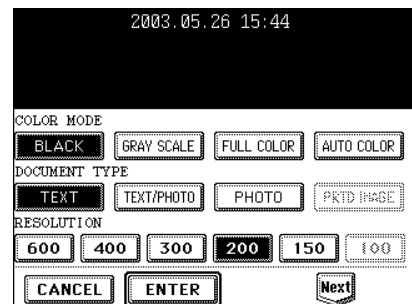 2003.05.26 15:44
COLOR MODE
BLACK GRAY SCALE FULL COLOR AUTO COLOR
DOCUMENT TYPE
TEXT TEXT/PHOTO PHOTO PRTD IMAGE
RESOLUTION
600 400 300 200 150 100
CANCEL ENTER Next